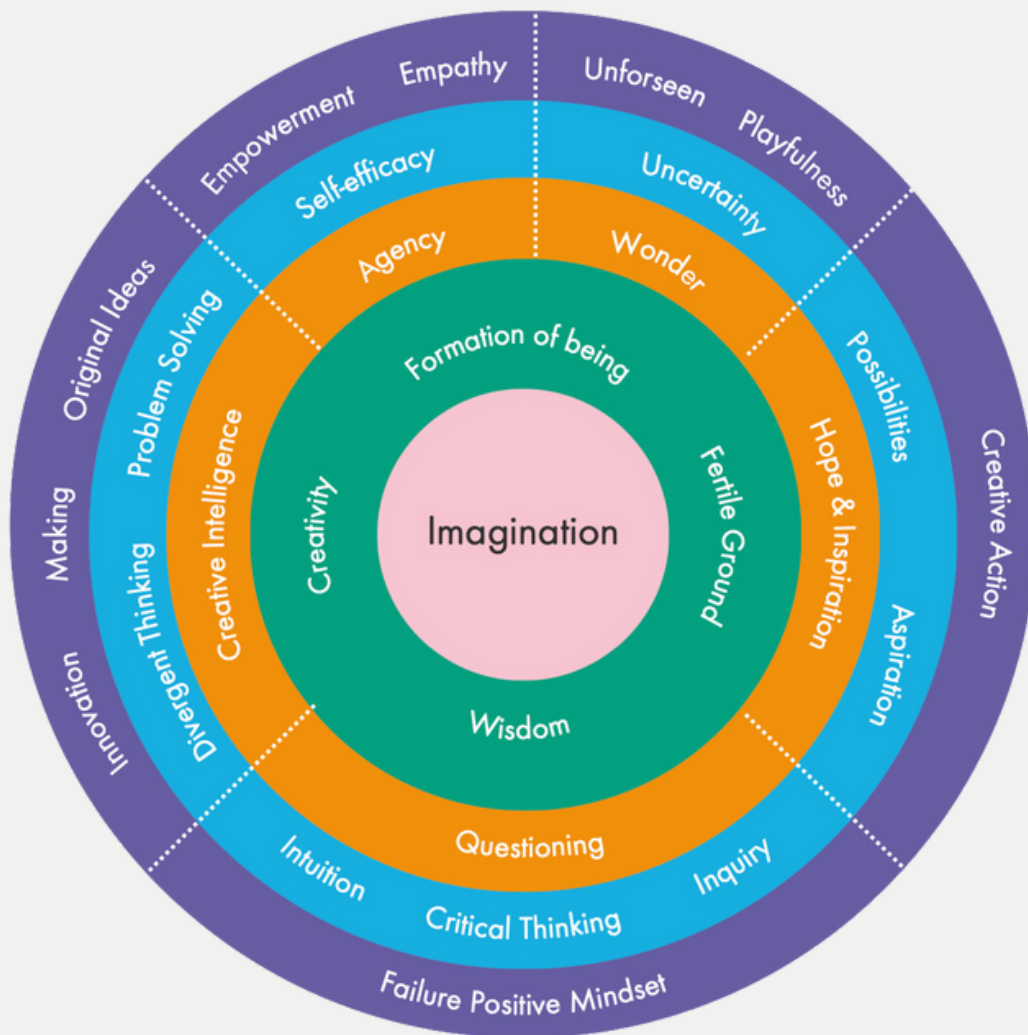 Empowerment
Empathy
Unforseen
Playfulness
Self-efficacy
Uncertainty
Agency
Wonder
Original Ideas
Making
Innovation
Problem Solving
Divergent Thinking
Creative Intelligence
Formation of being
Creativity
Imagination
Fertile Ground
Wisdom
Hope & Inspiration
Possibilities
Aspiration
Creative Action
Questioning
Intuition
Critical Thinking
Inquiry
Failure Positive Mindset